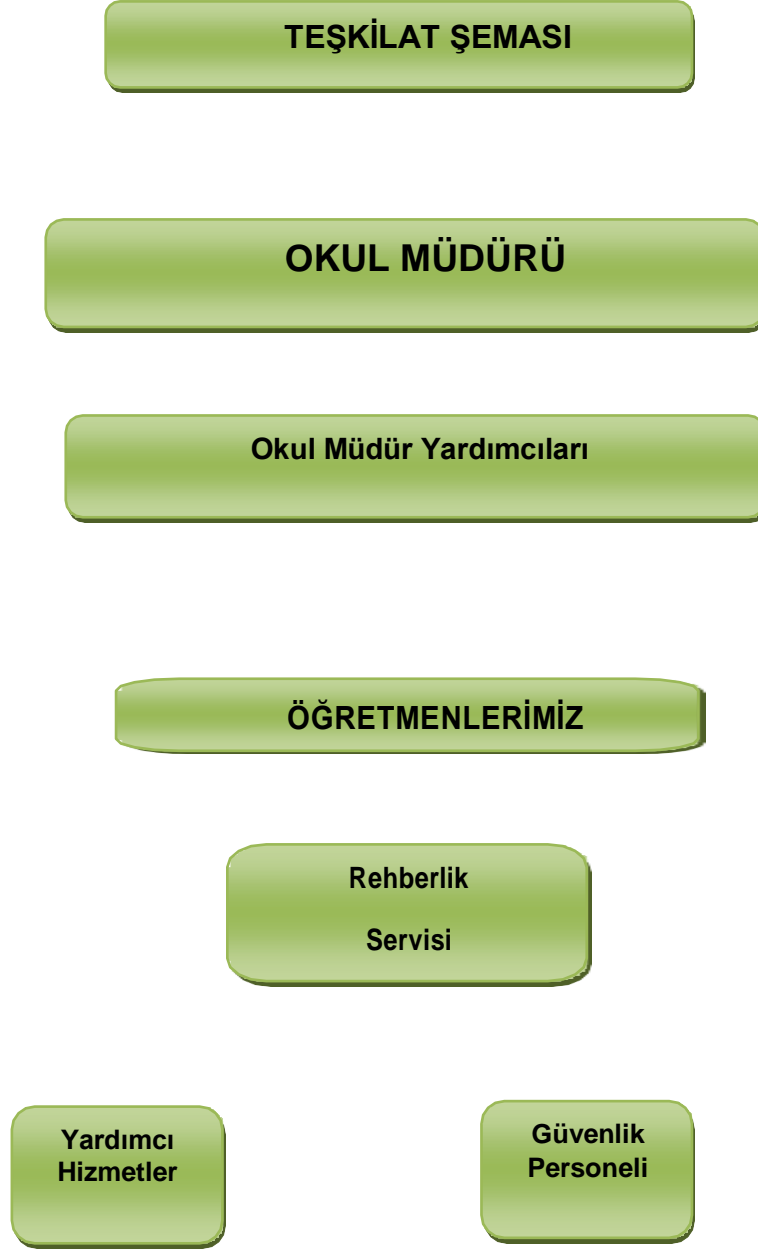 TEŞKİLAT ŞEMASI
OKUL MÜDÜRÜ
Okul Müdür Yardımcıları
ÖĞRETMENLERİMİZ
Rehberlik
Servisi
Yardımcı
Hizmetler
Güvenlik
Personeli